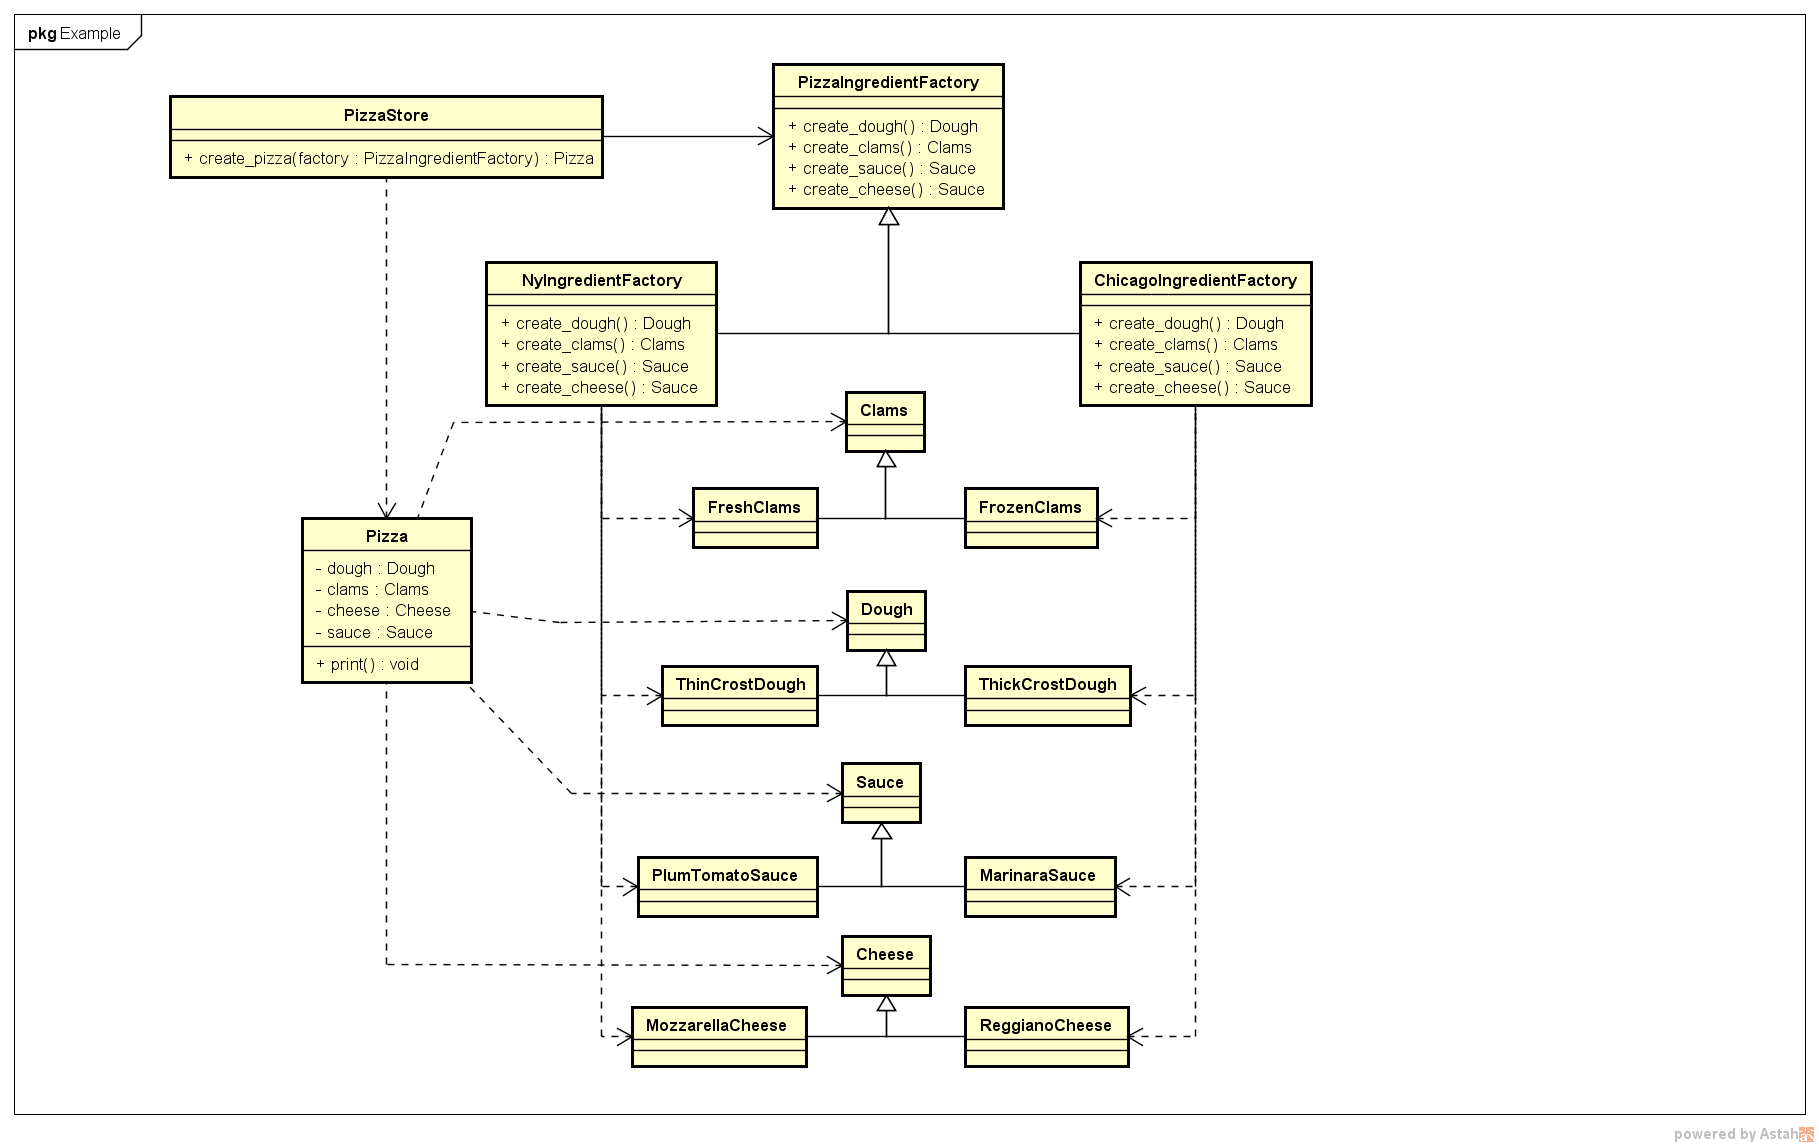 pkg Example
PizzaStore
+ create_pizza(factory : PizzaIngredientFactory) : Pizza
PizzaIngredientFactory
+ create_dough() : Dough
+ create_clams() : Clams
+ create_sauce() : Sauce
+ create_cheese() : Sauce
NyIngredientFactory
+ create_dough() : Dough
+ create_clams() : Clams
+ create_sauce() : Sauce
+ create_cheese() : Sauce
ChicagoIngredientFactory
+ create_dough() : Dough
+ create_clams() : Clams
+ create_sauce() : Sauce
+ create_cheese() : Sauce
Clams
FreshClams
FrozenClams
Pizza
- dough : Dough
- clams : Clams
- cheese : Cheese
- sauce : Sauce
+ print() : void
Dough
ThinCrostDough
ThickCrostDough
Sauce
PlumTomatoSauce
MarinaraSauce
Cheese
MozzarellaCheese
ReggianoCheese
powered by Astah